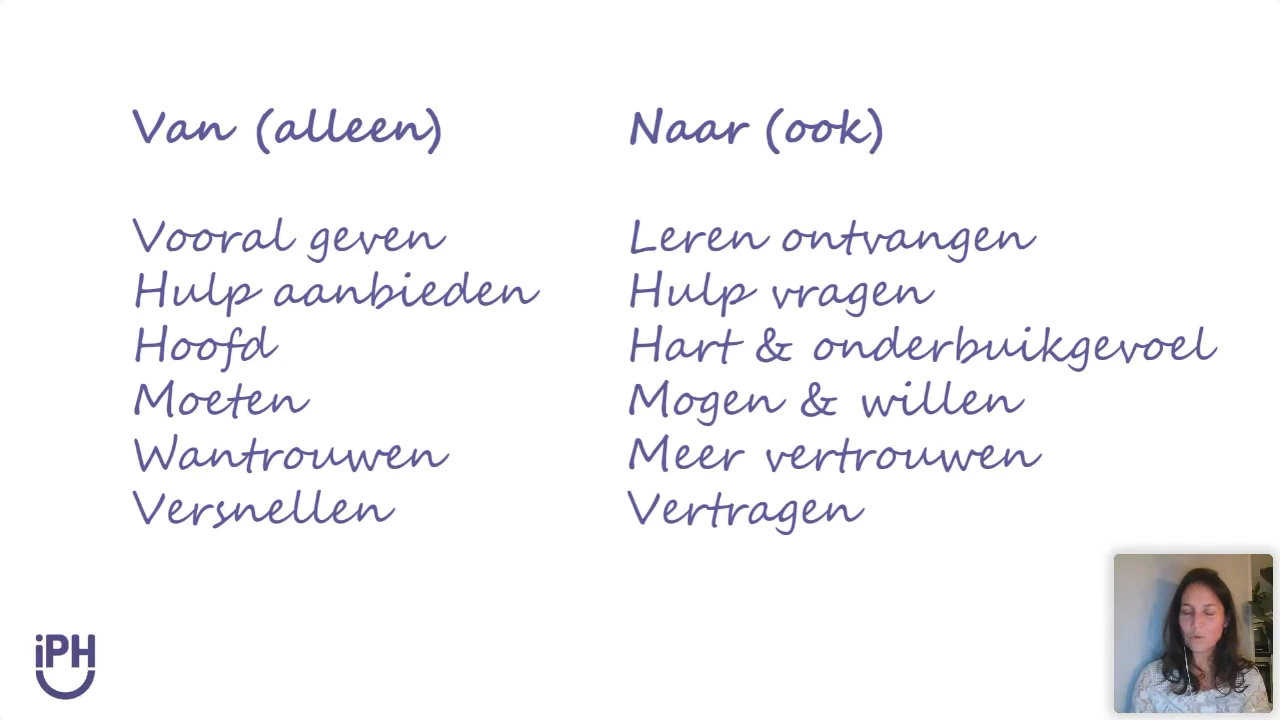 Van (alleen)
Vooral geven
Hulp aanbieden
Hoofd
Moeten
Wantrouwen
Versnellen
Naar (ook)
Leren ontvangen
Hulp vragen
Hart & onderbuikgevoel
Mogen & willen
Meer vertrouwen
Vertragen
iPH